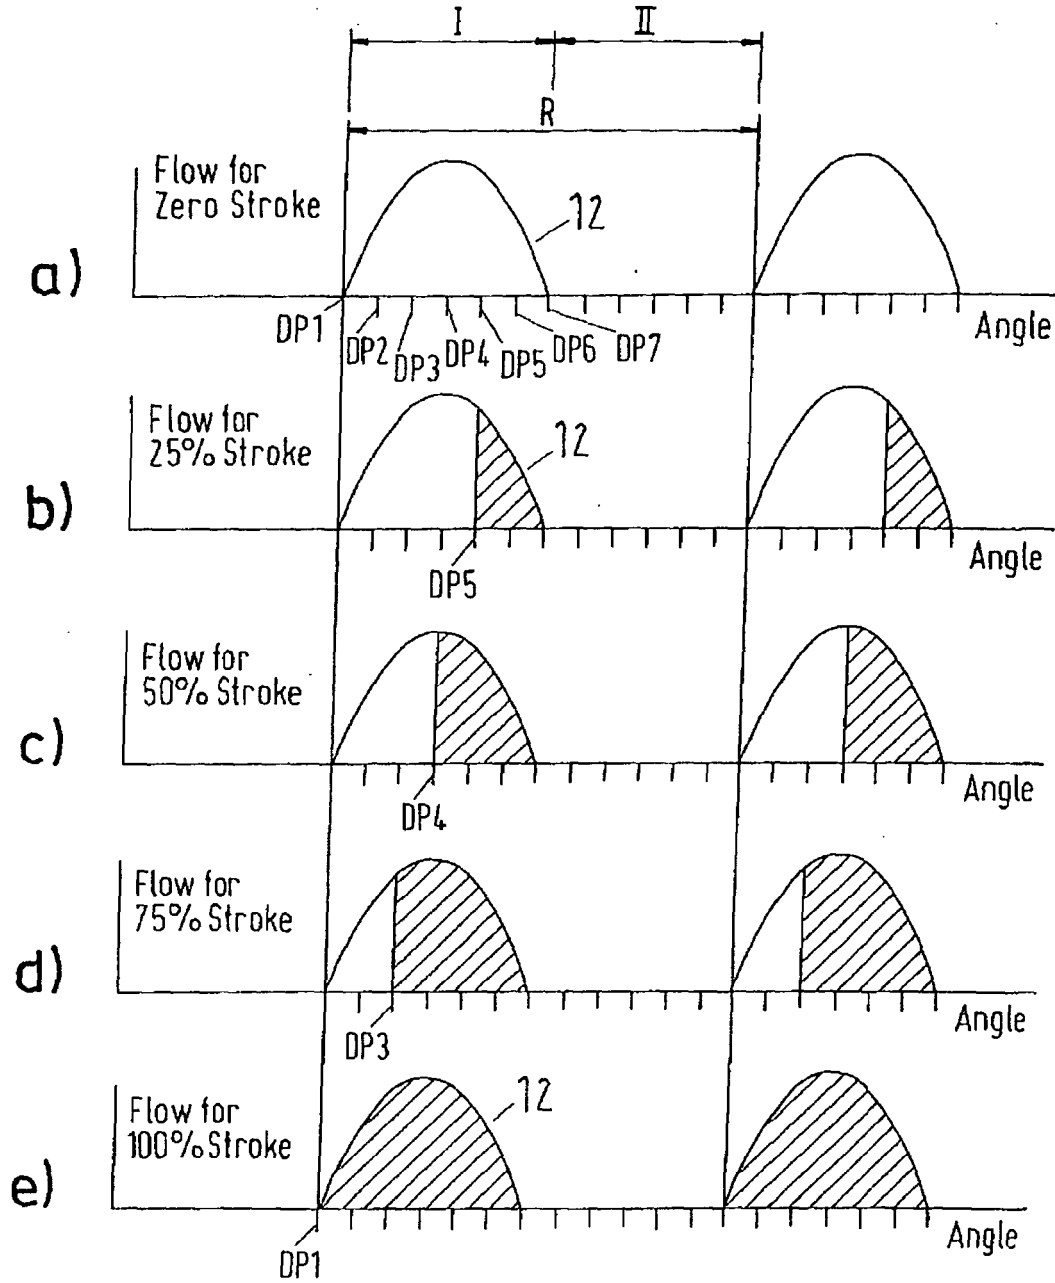 I
II
R
Flow for
Zero Stroke
12
a)
DP1
DP2
DP3
DP4
DP5
DP6
DP7
Angle
Flow for
25% Stroke
12
b)
DP5
Angle
Flow for
50% Stroke
c)
DP4
Angle
Flow for
75% Stroke
d)
DP3
Angle
Flow for
100% Stroke
12
e)
DP1
Angle